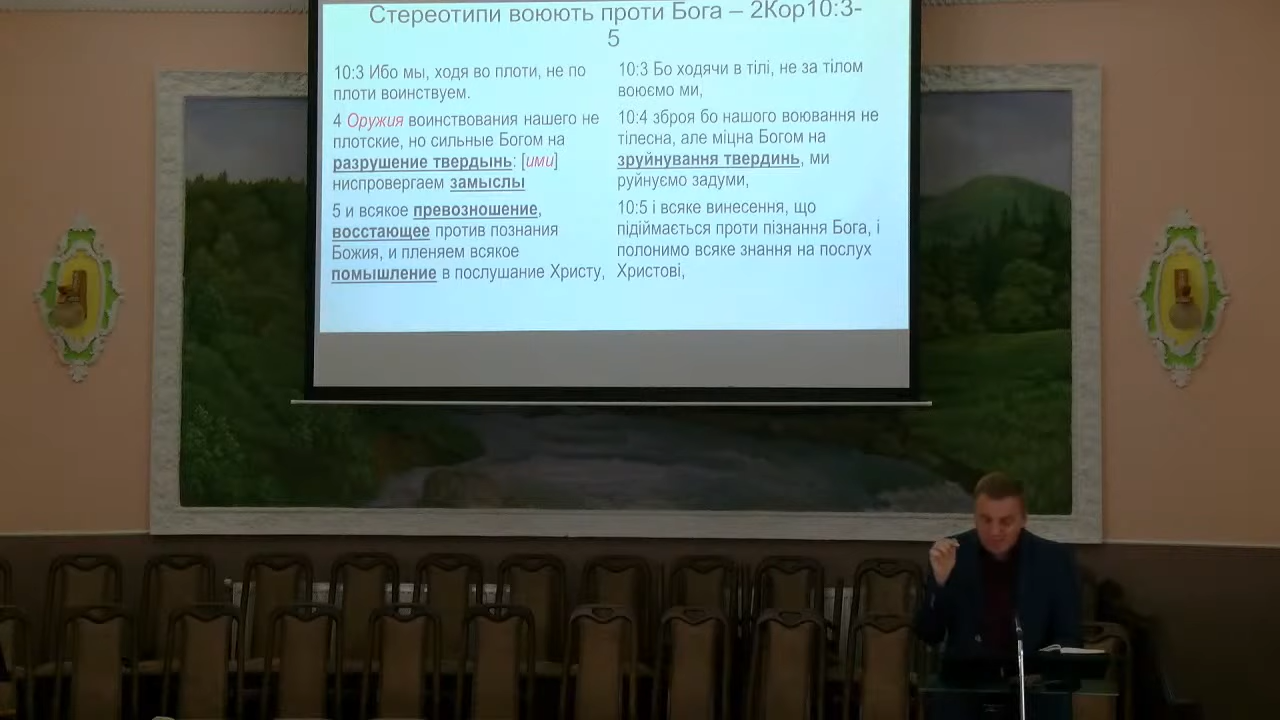 Стереотипи воюють проти Бога – 2Кор10:3-
5
10:3 Ибо мы, ходя во плоти, не по
плоти воинствуем.
4 Оружия воинствования нашего не
плотские, но сильные Богом на
разрушение твердынь: [ими]
ниспровергаем замыслы
5 и всякое превозношение,
восстающее против познания
Божия, и пленяем всякое
помышление в послушание Христу,
10:3 Бо ходячи в тілі, не за тілом
воюємо ми,
10:4 зброя бо нашого воювання не
тілесна, але міцна Богом на
зруйнування твердинь, ми
руйнуємо задуми,
10:5 і всяке винесення, що
підіймається проти пізнання Бога, і
полонимо всяке знання на послух
Христові,